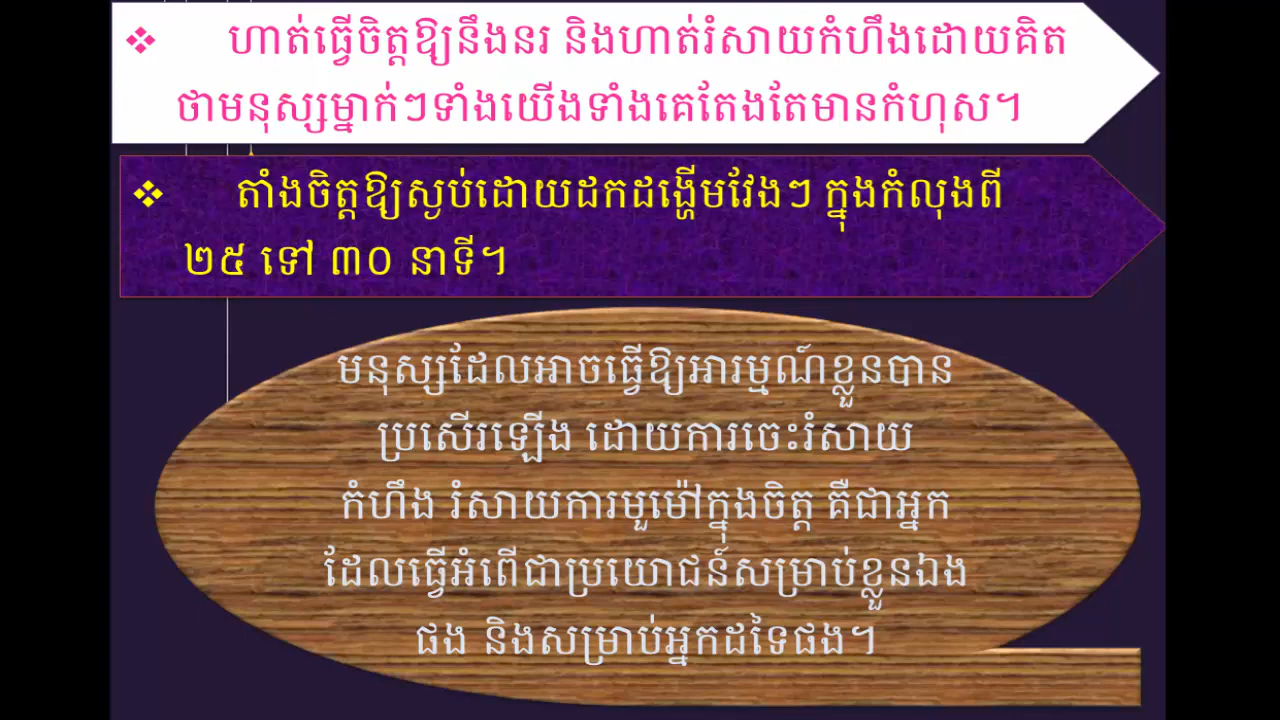 ❖ ហាត់ធ្វើចិត្តឱ្យនឹងនរ និងហាត់រំសាយកំហឹងដោយគិត
ថាមនុស្សម្នាក់ៗទាំងយើងទាំងគេតែងតែមានកំហុស។
❖ តាំងចិត្តឱ្យស្ងប់ដោយដកដង្ហើមវែងៗ ក្នុងកំលុងពី
២៥ ទៅ ៣០ នាទី។
មនុស្សដែលអាចធ្វើឱ្យអារម្មណ៍ខ្លួនបាន
ប្រសើរឡើង ដោយការចេះរំសាយ
កំហឹង រំសាយការមួម៉ៅក្នុងចិត្ត គឺជាអ្នក
ដែលធ្វើអំពើជាប្រយោជន៍សម្រាប់ខ្លួនឯង
ផង និងសម្រាប់អ្នកដទៃផង។